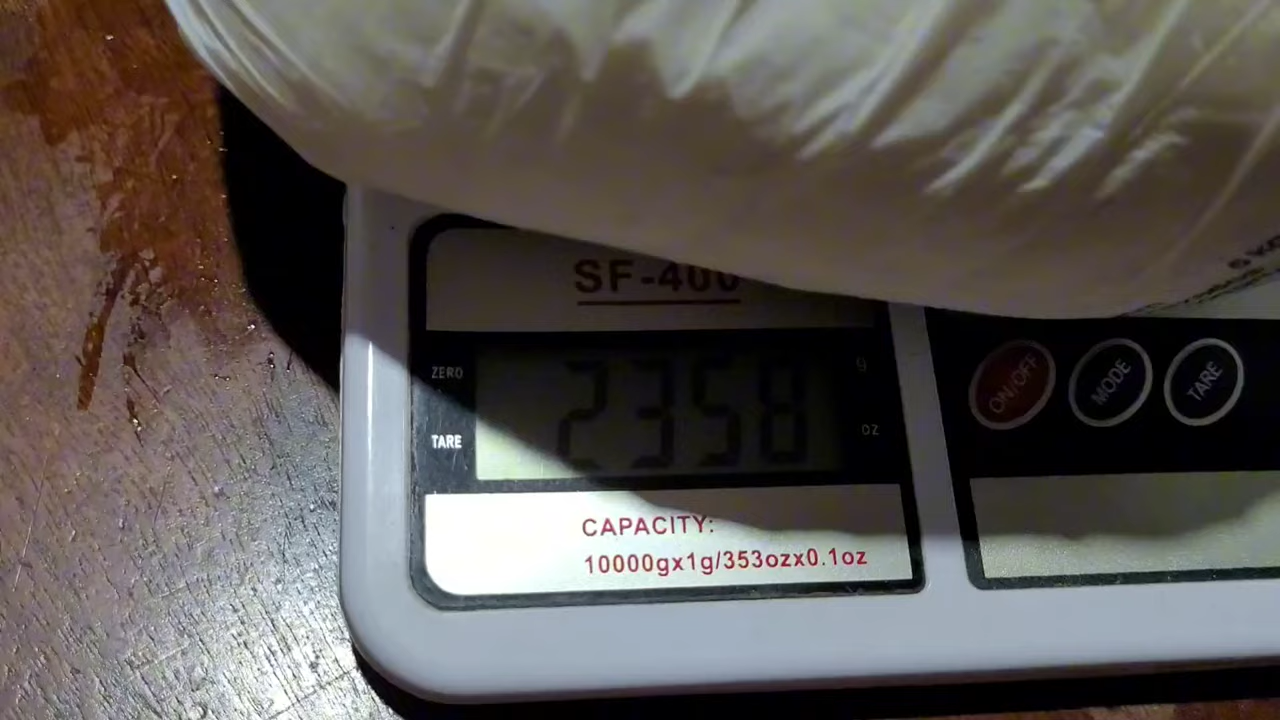 SF-400
ZERO
2358
g
TARE
oz
ON/OFF
MODE
TARE
CAPACITY:
10000gx1g/353ozx0.1oz